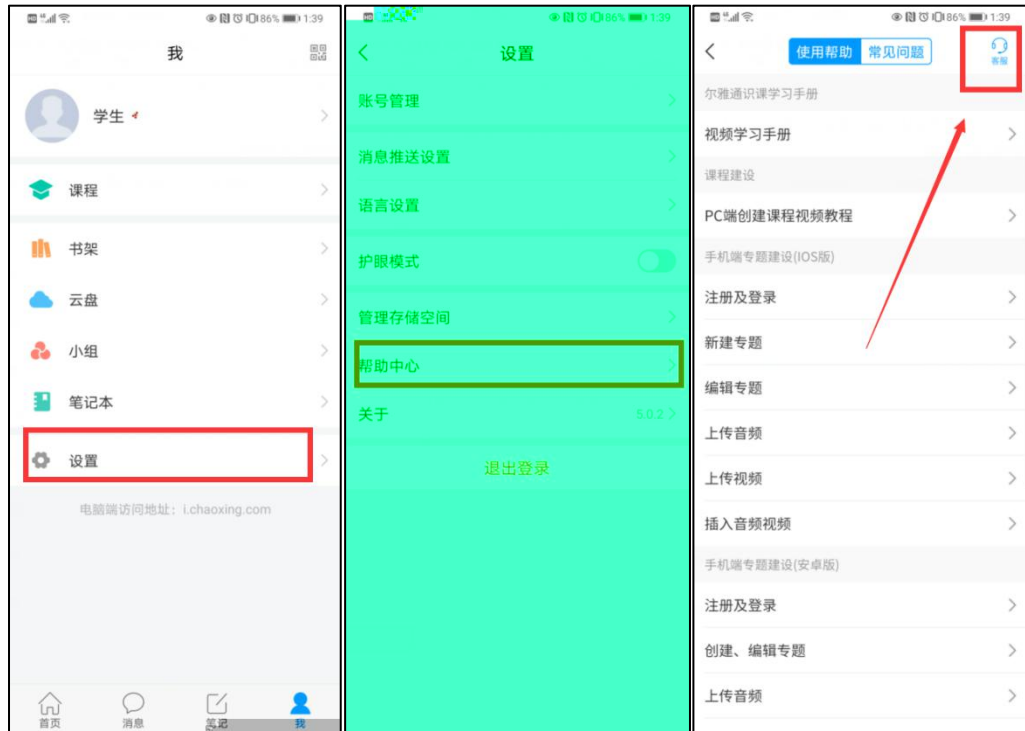 86% 1:39
我
学生
课程
书架
云盘
小组
笔记本
设置
电脑端访问地址：i.chaoxing.com
首页
消息
笔记
我
86% 1:39
设置
账号管理
消息推送设置
语言设置
护眼模式
管理存储空间
帮助中心
关于 5.0.2
退出登录
86% 1:39
使用帮助 常见问题
客服
尔雅通识课学习手册
视频学习手册
课程建设
PC端创建课程视频教程
手机端专题建设(IOS版)
注册及登录
新建专题
编辑专题
上传音频
上传视频
插入音频视频
手机端专题建设(安卓版)
注册及登录
创建、编辑专题
上传音频